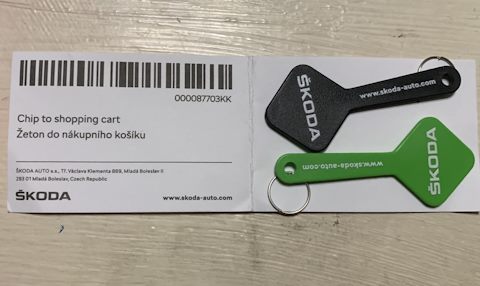 000087703KK
Chip to shopping cart
Žeton do nákupního košíku
ŠKODA AUTO a.s., Tř. Václava Klementa 869, Mladá Boleslav II
293 01 Mladá Boleslav, Czech Republic
ŠKODA
www.skoda-auto.com
ŠKODA
www.skoda-auto.com
ŠKODA
www.skoda-auto.com